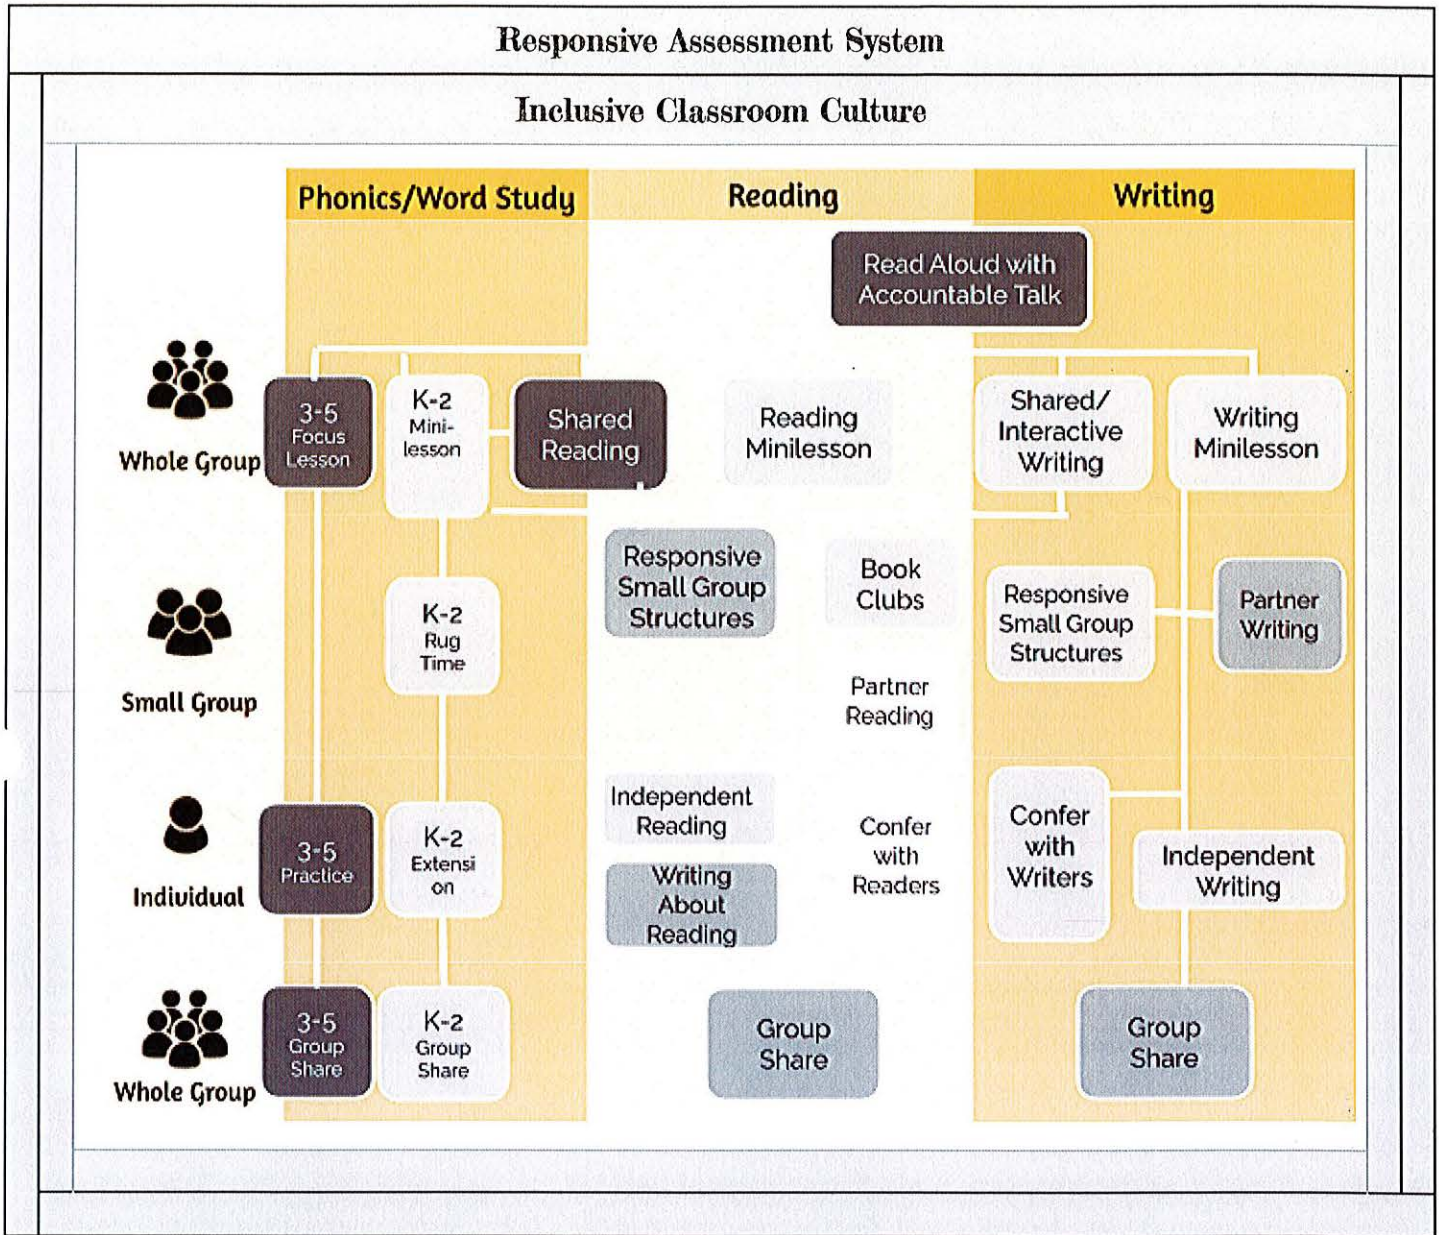 Responsive Assessment System
Inclusive Classroom Culture
Phonics/Word Study
Reading
Writing
Read Aloud with
Accountable Talk
Whole Group
3-5
Focus
Lesson
K-2
Mini-
lesson
Shared
Reading
Reading
Minilesson
Shared/
Interactive
Writing
Writing
Minilesson
Small Group
K-2
Rug
Time
Responsive
Small Group
Structures
Book
Clubs
Partner
Reading
Responsive
Small Group
Structures
Partner
Writing
Individual
3-5
Practice
K-2
Extensi
on
Independent
Reading
Writing
About
Reading
Confer
with
Readers
Confer
with
Writers
Independent
Writing
Whole Group
3-5
Group
Share
K-2
Group
Share
Group
Share
Group
Share